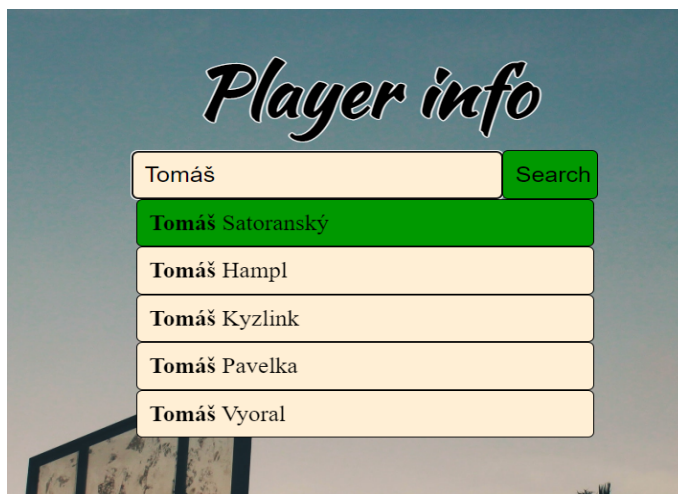 Player info
Tomáš Search
Tomáš Satoranský
Tomáš Hampl
Tomáš Kyzlink
Tomáš Pavelka
Tomáš Vyoral